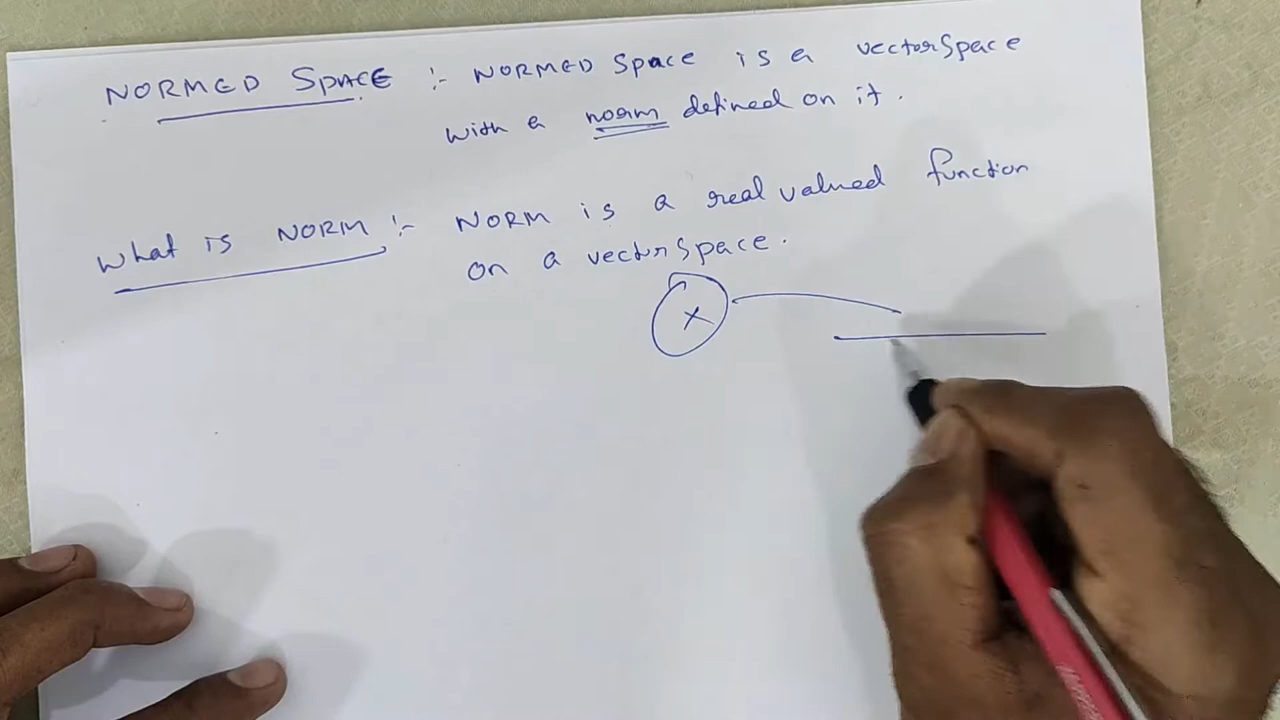 NORMED SPACE :- NORMED Space is a vectorSpace
with a norm defined on it.
What is NORM :- NORM is a real valued function
on a vectorSpace.
X